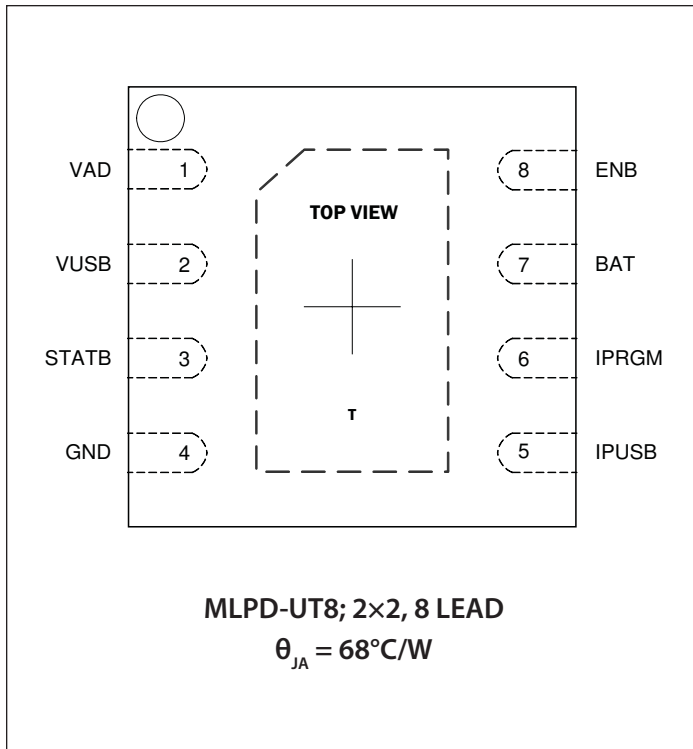 VAD 1 8 ENB
TOP VIEW
VUSB 2 7 BAT
STATB 3 6 IPRGM
T
GND 4 5 IPUSB
MLPD-UT8; 2×2, 8 LEAD
θJA = 68°C/W